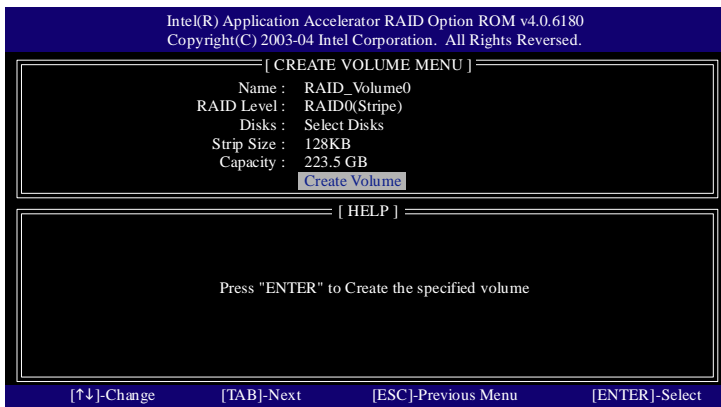 Intel(R) Application Accelerator RAID Option ROM v4.0.6180
Copyright(C) 2003-04 Intel Corporation. All Rights Reversed.
[ CREATE VOLUME MENU ]
Name : RAID_Volume0
RAID Level : RAID0(Stripe)
Disks : Select Disks
Strip Size : 128KB
Capacity : 223.5 GB
Create Volume
[ HELP ]
Press "ENTER" to Create the specified volume
[↑↓]-Change [TAB]-Next [ESC]-Previous Menu [ENTER]-Select